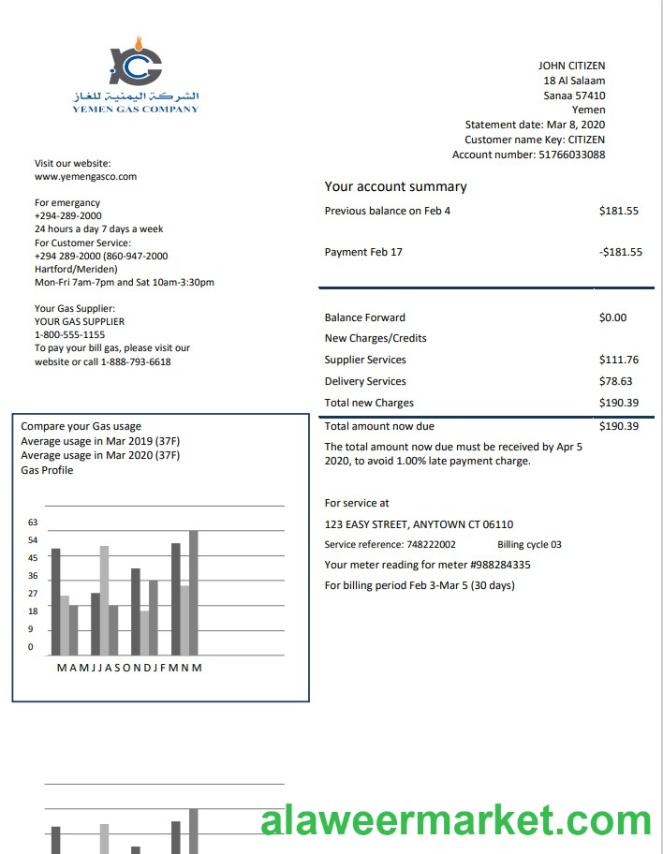 الشركة اليمنية للغاز
YEMEN GAS COMPANY
JOHN CITIZEN
18 Al Salaam
Sanaa 57410
Yemen
Statement date: Mar 8, 2020
Customer name Key: CITIZEN
Account number: 51766033088
Visit our website:
www.yemengasco.com
For emergancy
+294-289-2000
24 hours a day 7 days a week
For Customer Service:
+294 289-2000 (860-947-2000
Hartford/Meriden)
Mon-Fri 7am-7pm and Sat 10am-3:30pm
Your Gas Supplier:
YOUR GAS SUPPLIER
1-800-555-1155
To pay your bill gas, please visit our
website or call 1-888-793-6618
Your account summary
Previous balance on Feb 4 $181.55
Payment Feb 17 -$181.55
Balance Forward $0.00
New Charges/Credits
Supplier Services $111.76
Delivery Services $78.63
Total new Charges $190.39
Total amount now due $190.39
The total amount now due must be received by Apr 5
2020, to avoid 1.00% late payment charge.
For service at
123 EASY STREET, ANYTOWN CT 06110
Service reference: 748222002 Billing cycle 03
Your meter reading for meter #988284335
For billing period Feb 3-Mar 5 (30 days)
Compare your Gas usage
Average usage in Mar 2019 (37F)
Average usage in Mar 2020 (37F)
Gas Profile
63
54
45
36
27
18
9
0
M A M J J A S O N D J F M N M
alaweermarket.com